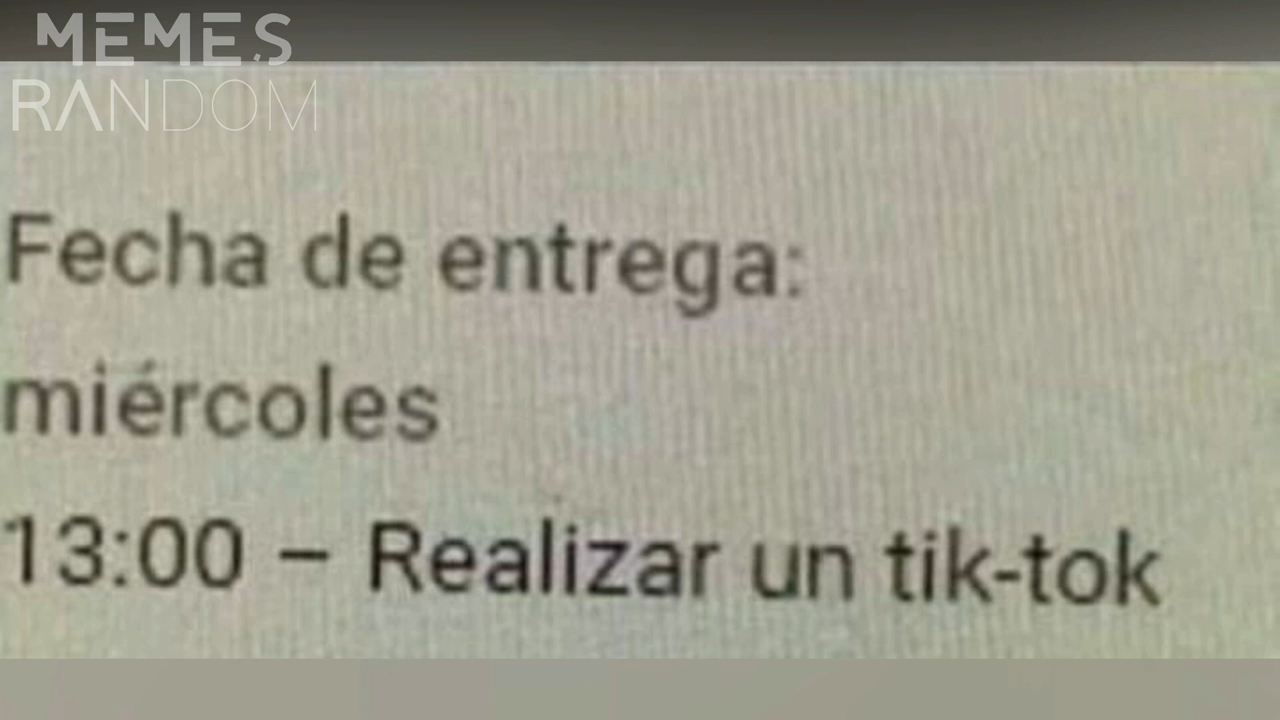 MEMES
RANDOM
Fecha de entrega:
miércoles
13:00 – Realizar un tik-tok